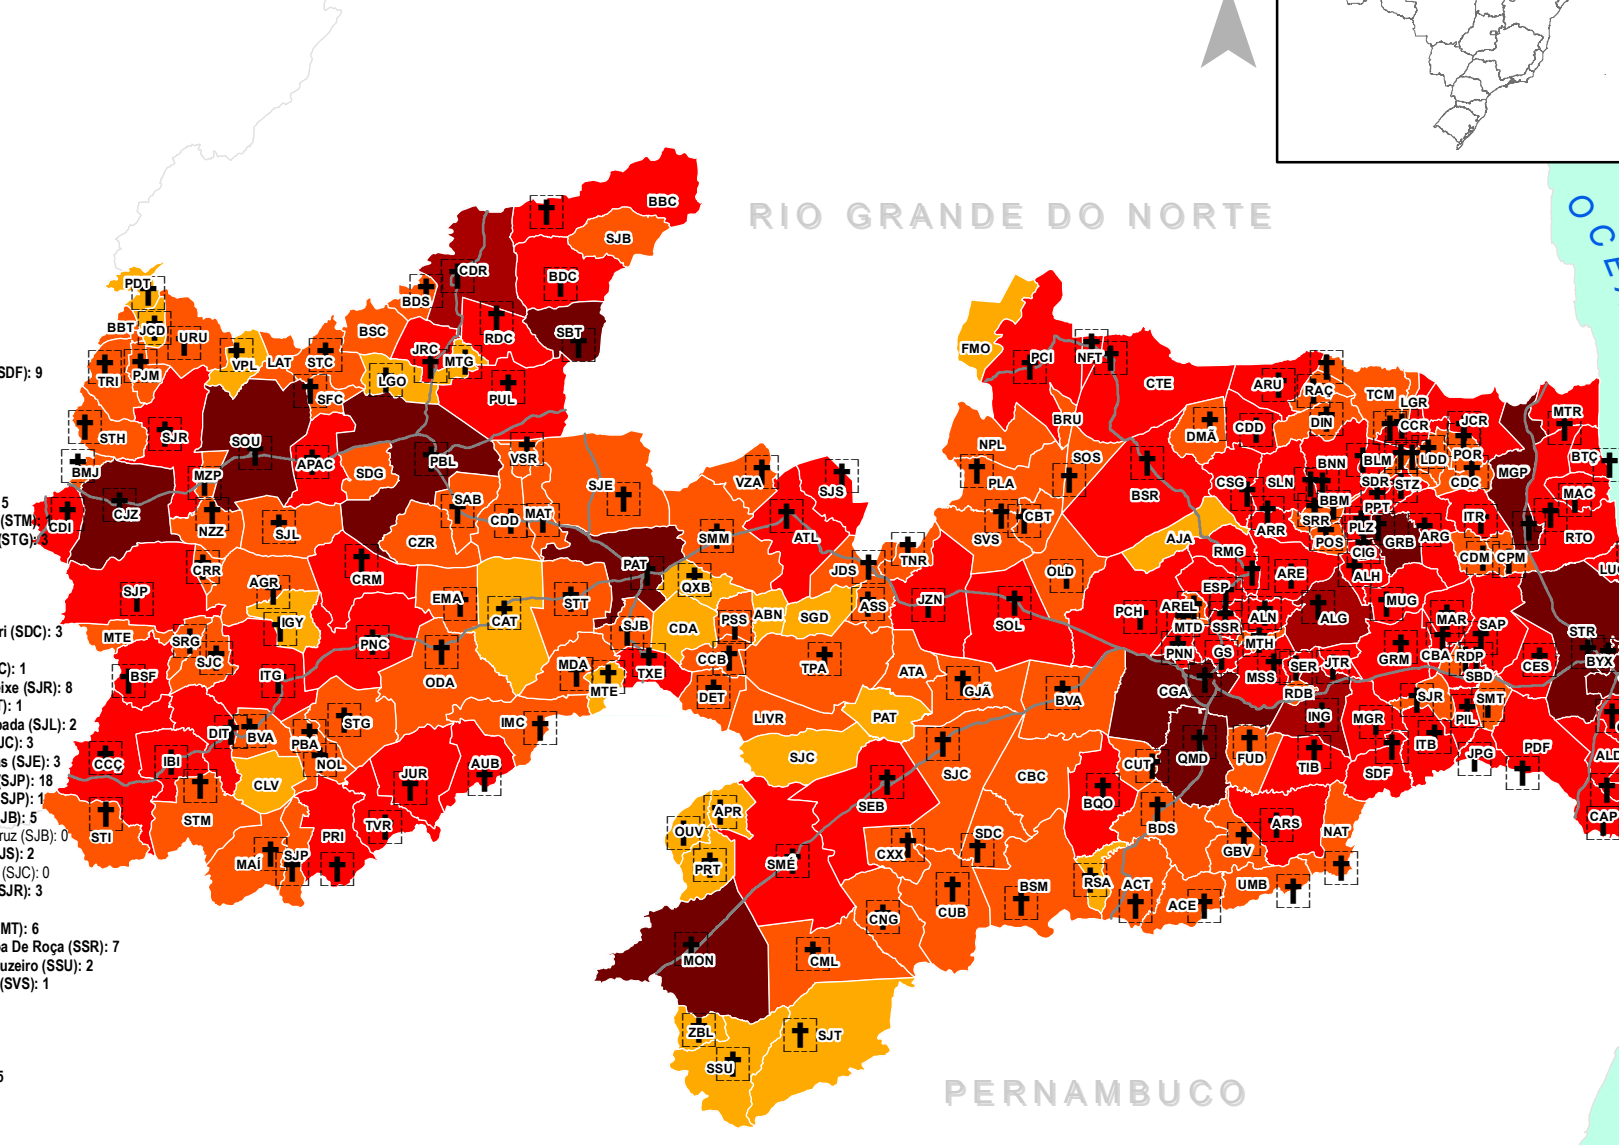 RIO GRANDE DO NORTE
OCE
BBC
SJB
CDR
BDC
PDT
BDS
SBT
BBT
JCD
URU
BSC
RDC
JRC
MTG
VPL
LAT
STC
TRI
PJM
LGO
PUL
SFC
FMO
PCI
NFT
CTE
ARU
RAÇ
TCM
LGR
SDF): 9
STH
SJR
SOU
BRU
DMÃ
CDD
DIN
CCR
JCR
MTR
BMJ
MZP
APAC
SDG
PBL
VSR
NPL
SOS
BNN
BLM
LDD
POR
BTÇ
MGP
SJE
VZA
SJS
PLA
BSR
CSG
SLN
SDR
STZ
CDC
MAC
5
(STM): 1
(STG): 3
CDI
CJZ
NZZ
SJL
SAB
CDD
MAT
CZR
SMM
ATL
SVS
CBT
AJA
BBM
PPT
SRR
PLZ
ARR
POS
CIG
GRB
ARG
ITR
RTO
CRR
CRM
PAT
JDS
TNR
OLD
RMG
CDM
CPM
LUC
SJP
AGR
EMA
STT
QXB
ASS
JZN
SOL
PCH
ESP
ARE
ALH
IGY
CAT
CDA
PSS
ABN
SGD
AREL
MTD
SSR
ALN
ALG
MUG
MAR
SAP
STR
ri (SDC): 3
MTE
SRG
SJC
PNC
SJB
CCB
TPA
ATA
PNN
GS
MTH
GRM
CBA
RDP
CES
BYX
C): 1
eixe (SJR): 8
T): 1
BSF
ITG
ODA
MDA
MTE
TXE
DET
GJÃ
BVA
CGA
MSS
SER
JTR
RDB
SBD
SJR
SMT
pada (SJL): 2
JC): 3
as (SJE): 3
(SJP): 18
(SJP): 1
JB): 5
ruz (SJB): 0
JS): 2
(SJC): 0
SJR): 3
DIT
BVA
PBA
STG
NOL
IMC
LIVR
PAT
ING
MGR
PIL
ITB
CCÇ
IBI
CLV
JUR
AUB
SJC
SJC
CBC
CUT
QMD
FUD
TIB
SDF
JPG
PDF
ALD
SEB
BQO
STI
STM
PRI
TVR
APR
OUV
SDC
BDS
ARS
NAT
CAP
MAÍ
SJP
PRT
SMÉ
CXX
GBV
BSM
RSA
ACT
UMB
CNG
CUB
ACE
MT): 6
a De Roça (SSR): 7
uzeiro (SSU): 2
(SVS): 1
MON
CML
ZBL
SJT
SSU
5
PERNAMBUCO